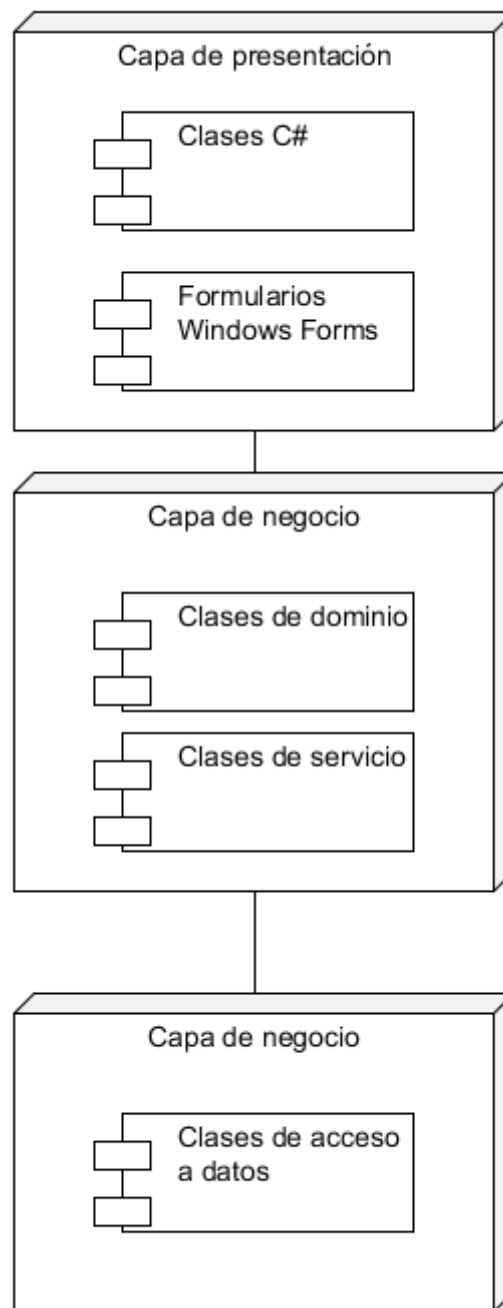 Capa de presentación
Clases C#
Formularios
Windows Forms
Capa de negocio
Clases de dominio
Clases de servicio
Capa de negocio
Clases de acceso
a datos